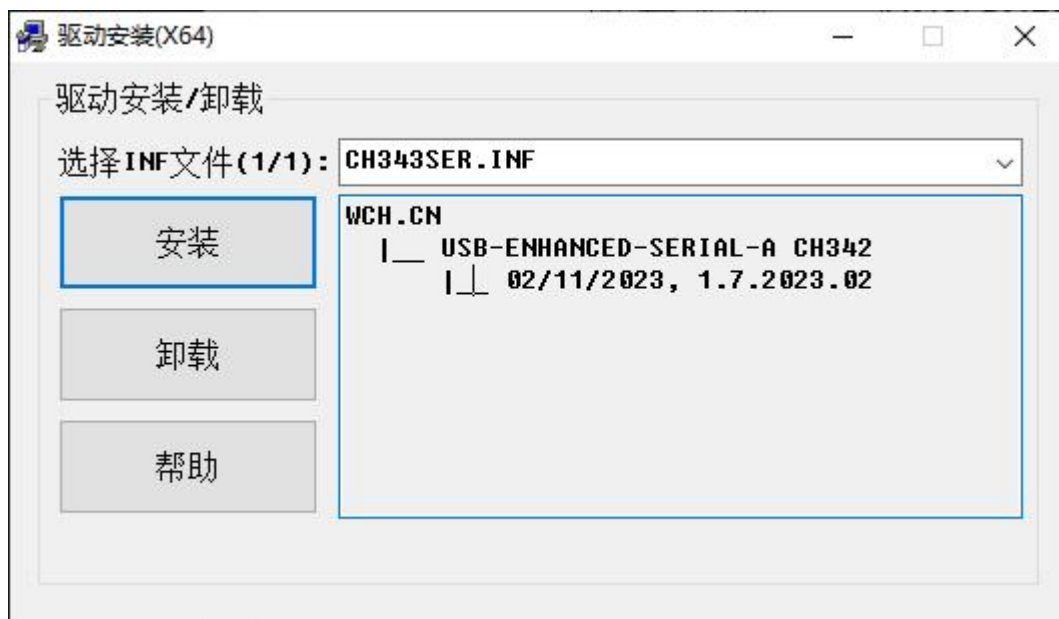 驱动安装(X64)
驱动安装/卸载
选择INF文件(1/1): CH343SER.INF
安装
卸载
帮助
WCH.CN
|__ USB-ENHANCED-SERIAL-A CH342
|__ 02/11/2023, 1.7.2023.02